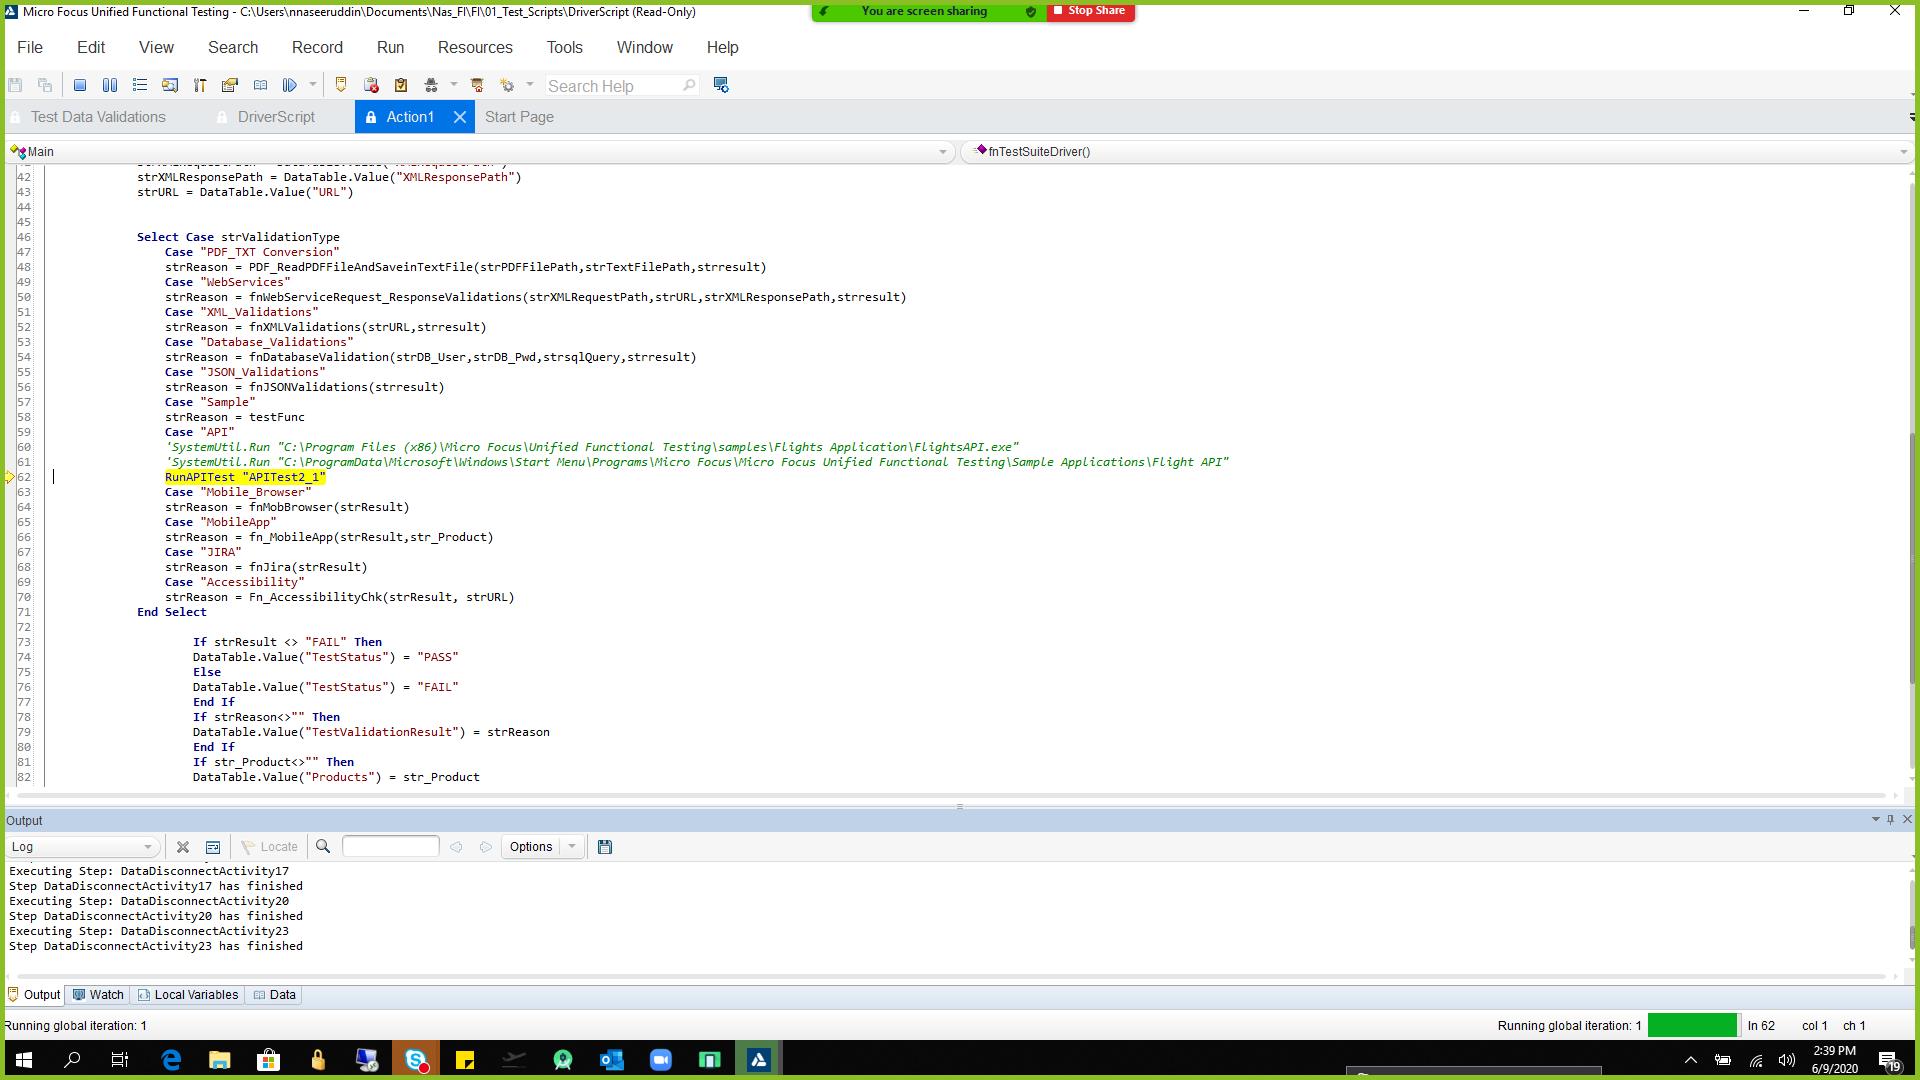 Micro Focus Unified Functional Testing - C:\Users\nnaseeruddin\Documents\Nas_FI\FI\01_Test_Scripts\DriverScript (Read-Only)
You are screen sharing
Stop Share
File Edit View Search Record Run Resources Tools Window Help
Search Help
Test Data Validations DriverScript Action1 Start Page
Main fnTestSuiteDriver()
42 strXMLResponsePath = DataTable.Value("XMLResponsePath")
43 strURL = DataTable.Value("URL")
44
45
46 Select Case strValidationType
47 Case "PDF_TXT Conversion"
48 strReason = PDF_ReadPDFFileAndSaveinTextFile(strPDFFilePath,strTextFilePath,strresult)
49 Case "WebServices"
50 strReason = fnWebServiceRequest_ResponseValidations(strXMLRequestPath,strURL,strXMLResponsePath,strresult)
51 Case "XML_Validations"
52 strReason = fnXMLValidations(strURL,strresult)
53 Case "Database_Validations"
54 strReason = fnDatabaseValidation(strDB_User,strDB_Pwd,strsqlQuery,strresult)
55 Case "JSON_Validations"
56 strReason = fnJSONValidations(strresult)
57 Case "Sample"
58 strReason = testFunc
59 Case "API"
60 'SystemUtil.Run "C:\Program Files (x86)\Micro Focus\Unified Functional Testing\samples\Flights Application\FlightsAPI.exe"
61 'SystemUtil.Run "C:\ProgramData\Microsoft\Windows\Start Menu\Programs\Micro Focus\Micro Focus Unified Functional Testing\Sample Applications\Flight API"
62 RunAPITest "APITest2_1"
63 Case "Mobile_Browser"
64 strReason = fnMobBrowser(strResult)
65 Case "MobileApp"
66 strReason = fn_MobileApp(strResult,str_Product)
67 Case "JIRA"
68 strReason = fnJira(strResult)
69 Case "Accessibility"
70 strReason = Fn_AccessibilityChk(strResult, strURL)
71 End Select
72
73 If strResult <> "FAIL" Then
74 DataTable.Value("TestStatus") = "PASS"
75 Else
76 DataTable.Value("TestStatus") = "FAIL"
77 End If
78 If strReason<>"" Then
79 DataTable.Value("TestValidationResult") = strReason
80 End If
81 If str_Product<>"" Then
82 DataTable.Value("Products") = str_Product
Output
Log Locate Options
Executing Step: DataDisconnectActivity17
Step DataDisconnectActivity17 has finished
Executing Step: DataDisconnectActivity20
Step DataDisconnectActivity20 has finished
Executing Step: DataDisconnectActivity23
Step DataDisconnectActivity23 has finished
Output Watch Local Variables Data
Running global iteration: 1 Running global iteration: 1 ln 62 col 1 ch 1
2:39 PM
6/9/2020
19